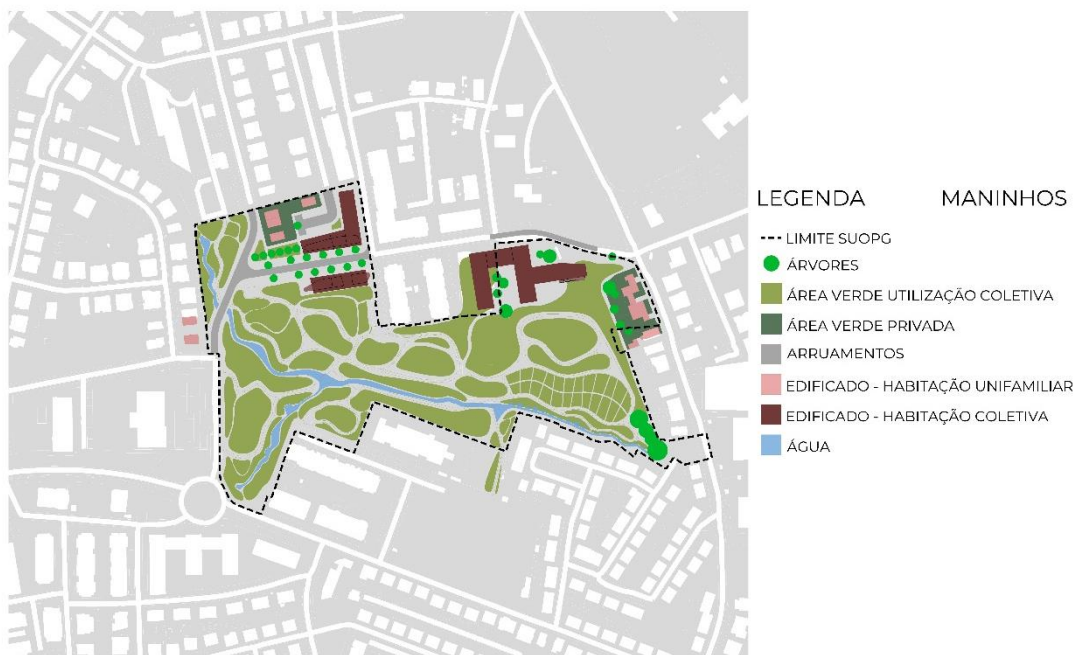 LEGENDA MANINHOS
LIMITE SUOPG
ÁRVORES
ÁREA VERDE UTILIZAÇÃO COLETIVA
ÁREA VERDE PRIVADA
ARRUAMENTOS
EDIFICADO - HABITAÇÃO UNIFAMILIAR
EDIFICADO - HABITAÇÃO COLETIVA
ÁGUA